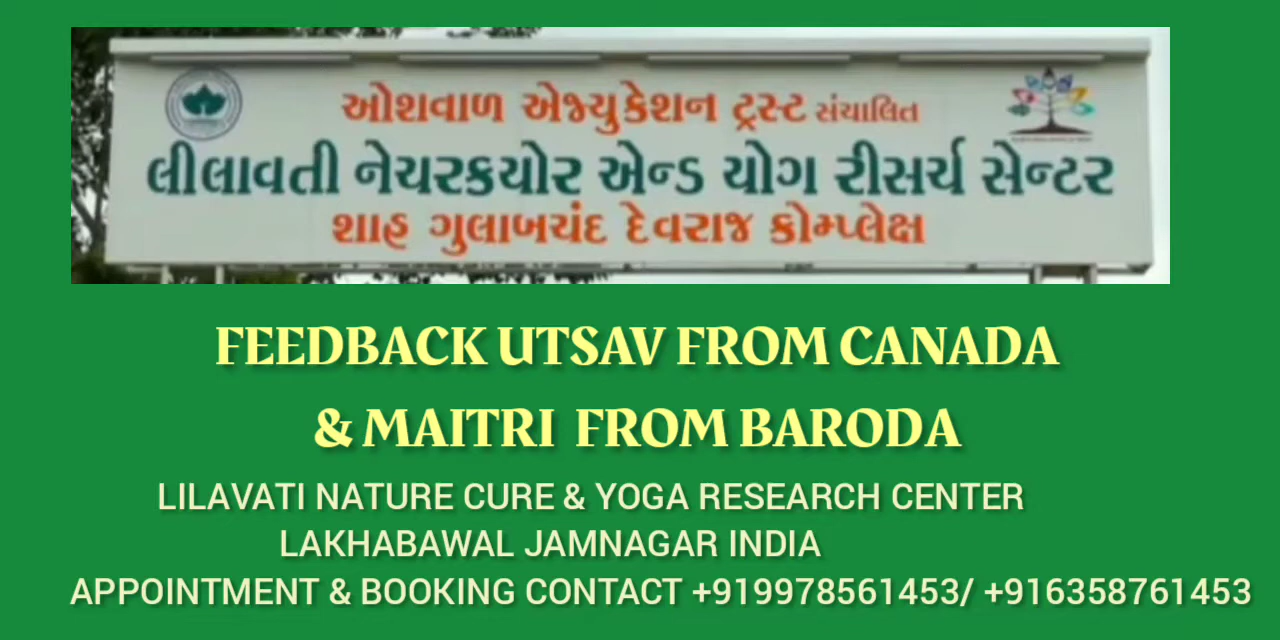 ઓશવાળ એજ્યુકેશન ટ્રસ્ટ સંચાલિત
લીલાવતી નેચરકયોર એન્ડ યોગ રીસર્ચ સેન્ટર
શાહ ગુલાબચંદ દેવરાજ કોમ્પ્લેક્ષ
FEEDBACK UTSAV FROM CANADA
& MAITRI FROM BARODA
LILAVATI NATURE CURE & YOGA RESEARCH CENTER
LAKHABAWAL JAMNAGAR INDIA
APPOINTMENT & BOOKING CONTACT +919978561453/ +916358761453